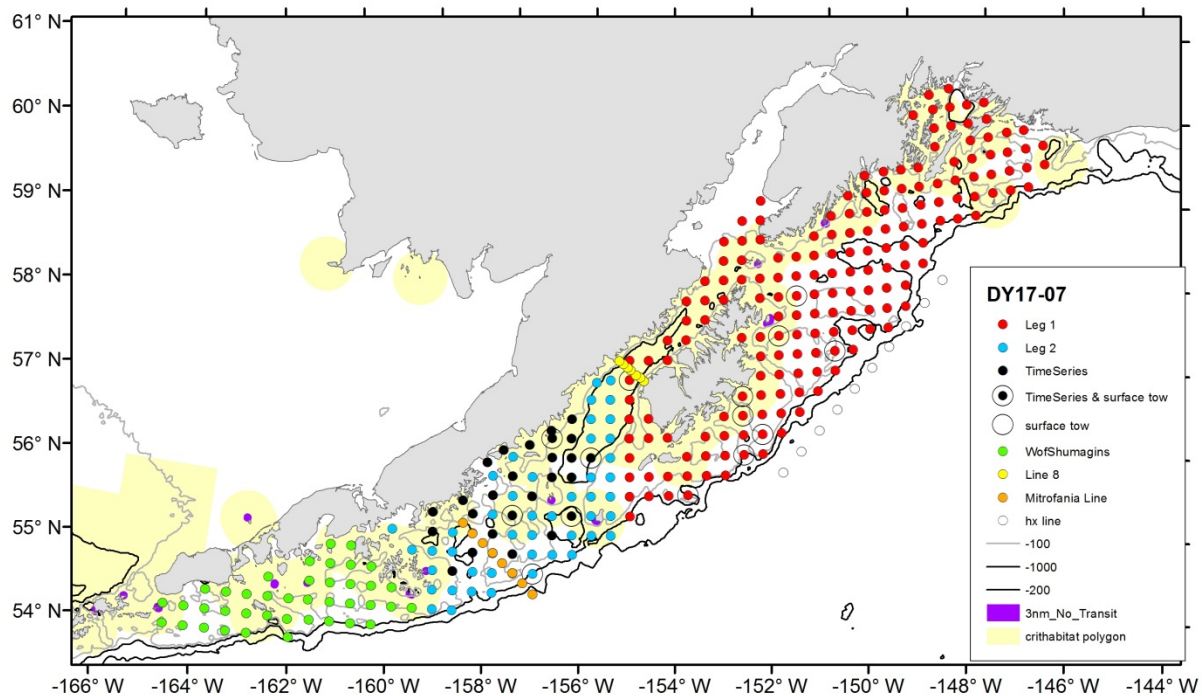 61° N
60° N
59° N
58° N
57° N
56° N
55° N
54° N
DY17-07
Leg 1
Leg 2
TimeSeries
TimeSeries & surface tow
surface tow
WofShumagins
Line 8
Mitrofania Line
hx line
-100
-1000
-200
3nm_No_Transit
crithabitat polygon
-166° W -164° W -162° W -160° W -158° W -156° W -154° W -152° W -150° W -148° W -146° W -144° W